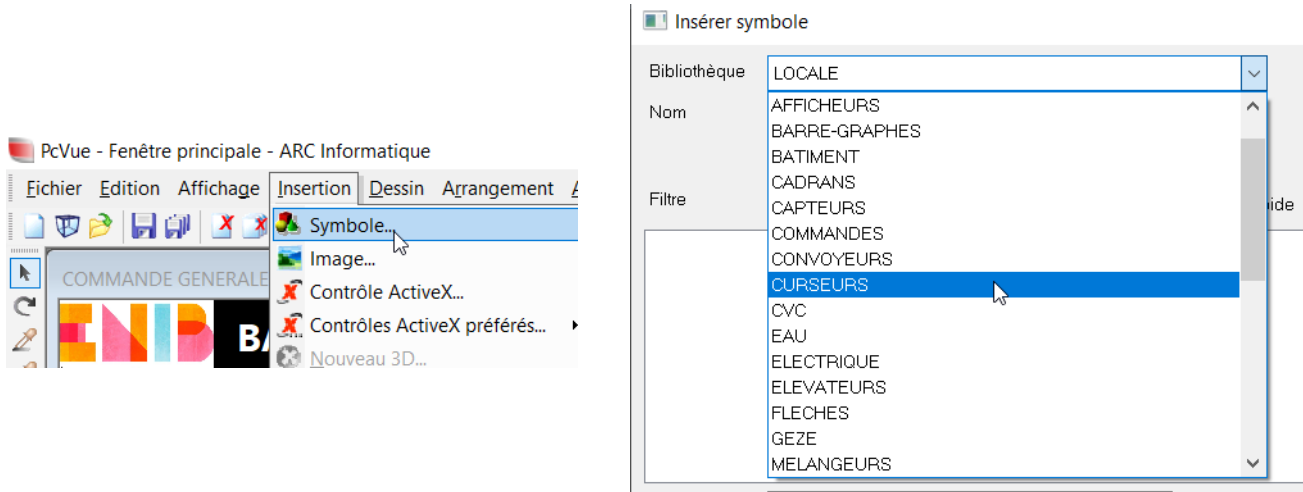 PcVue - Fenêtre principale - ARC Informatique
Fichier Edition Affichage Insertion Dessin Arrangement
Symbole...
Image...
Contrôle ActiveX...
Contrôles ActiveX préférés...
Nouveau 3D...
COMMANDE GENERALE
ENIB
Insérer symbole
Bibliothèque LOCALE
Nom
Filtre
AFFICHEURS
BARRE-GRAPHES
BATIMENT
CADRANS
CAPTEURS
COMMANDES
CONVOYEURS
CURSEURS
CVC
EAU
ELECTRIQUE
ELEVATEURS
FLECHES
GEZE
MELANGEURS